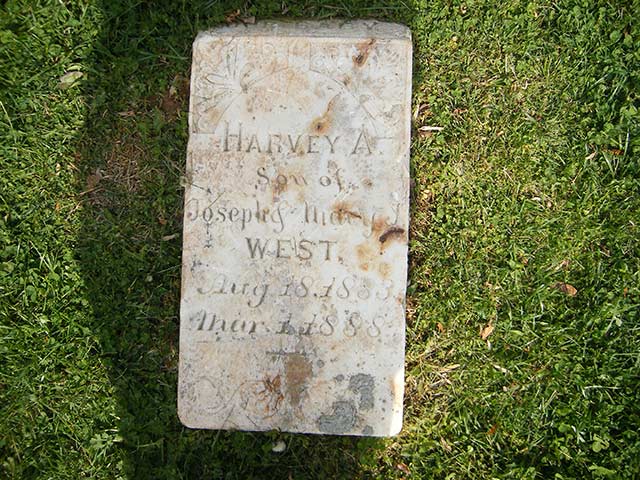 HARVEY A.
Son of
Joseph & Mary J.
WEST.
Aug. 18. 1883.
Mar. 1. 1888.